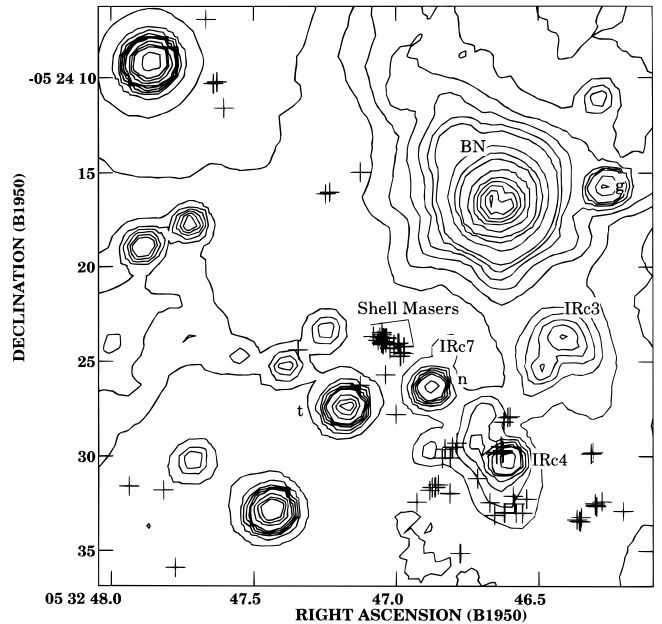 -05 24 10
BN
g
15
20
Shell Masers
IRc3
IRc7
25
n
t
30
IRc4
35
05 32 48.0
47.5
47.0
46.5
RIGHT ASCENSION (B1950)
DECLINATION (B1950)